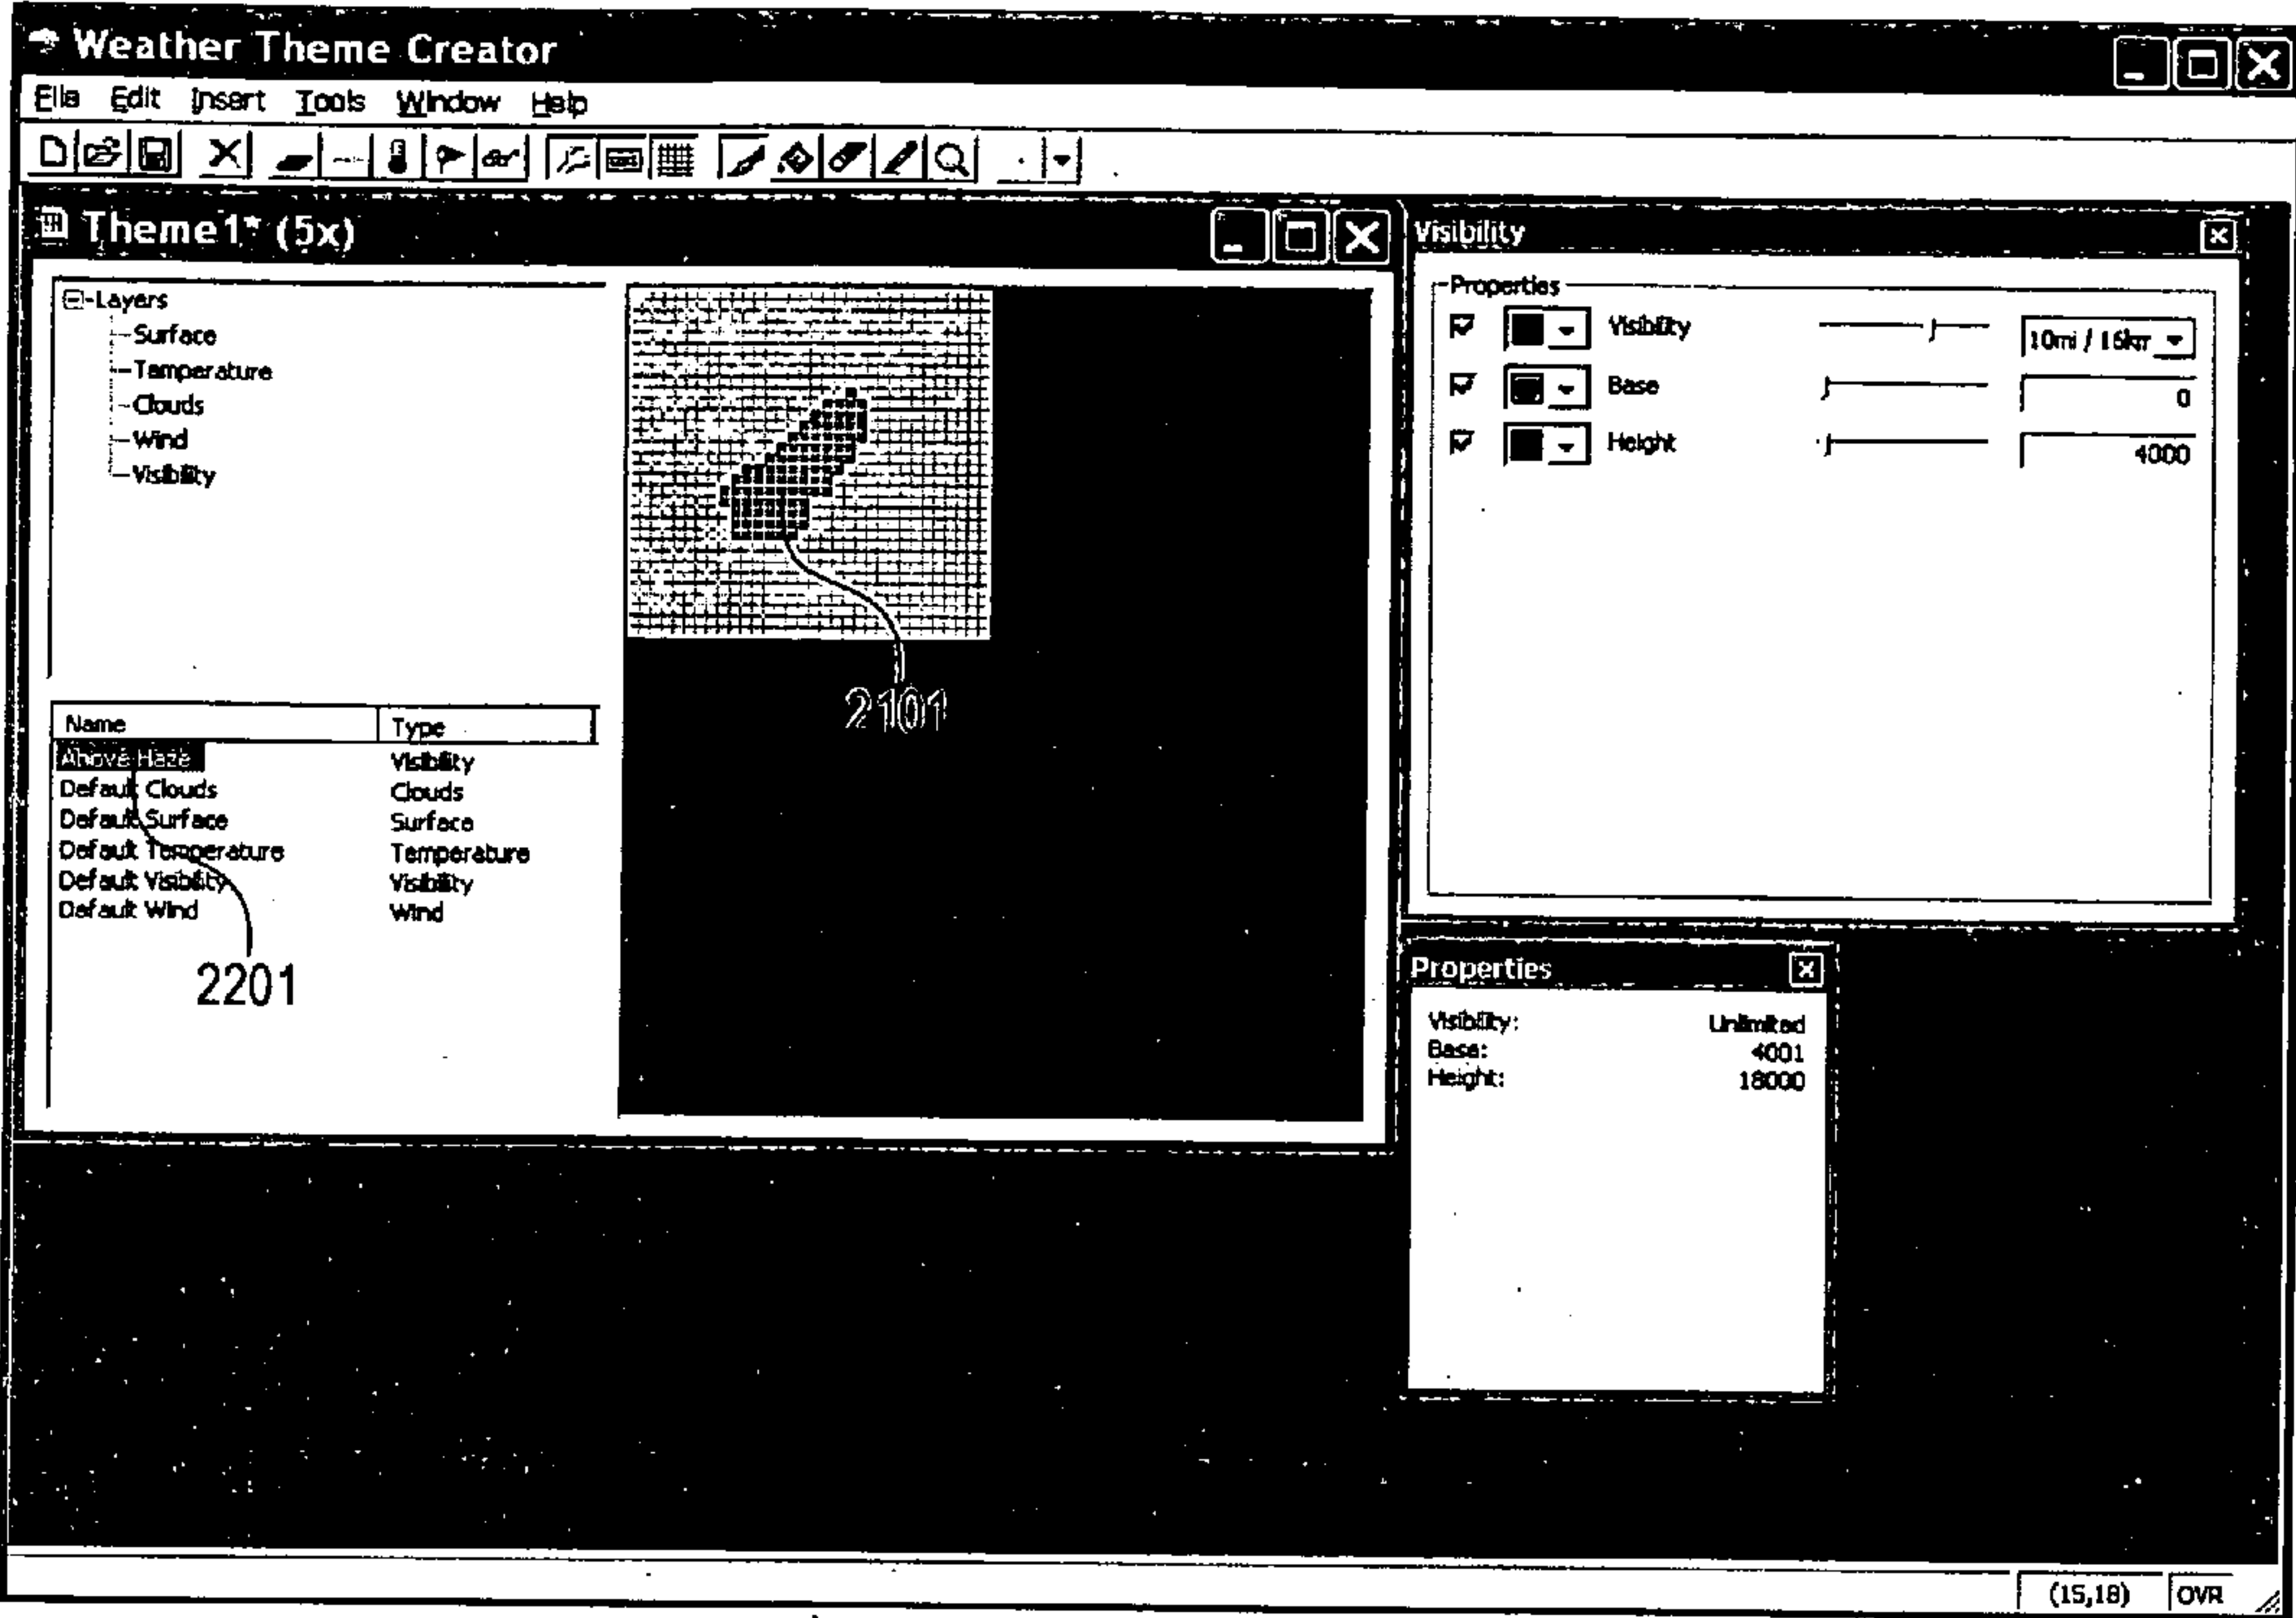 Weather Theme Creator
File Edit Insert Tools Window Help
Theme1* (5x)
Layers
Surface
Temperature
Clouds
Wind
Visibility
2101
Name Type
Above Haze Visibility
Default Clouds Clouds
Default Surface Surface
Default Temperature Temperature
Default Visibility Visibility
Default Wind Wind
2201
Visibility
Properties
Visibility 10mi / 16km
Base 0
Height 4000
Properties
Visibility: Unlimited
Base: 4001
Height: 18000
(15,18) OVR